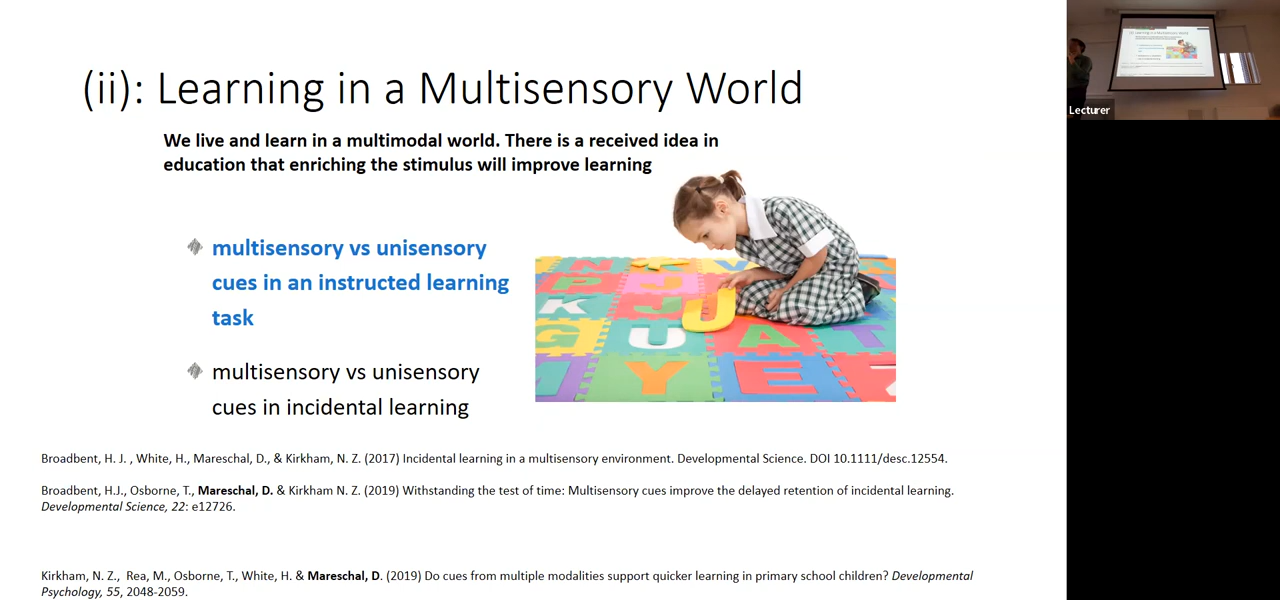 (ii): Learning in a Multisensory World
We live and learn in a multimodal world. There is a received idea in
education that enriching the stimulus will improve learning
multisensory vs unisensory
cues in an instructed learning
task
multisensory vs unisensory
cues in incidental learning
Broadbent, H. J. , White, H., Mareschal, D., & Kirkham, N. Z. (2017) Incidental learning in a multisensory environment. Developmental Science. DOI 10.1111/desc.12554.
Broadbent, H.J., Osborne, T., Mareschal, D. & Kirkham N. Z. (2019) Withstanding the test of time: Multisensory cues improve the delayed retention of incidental learning.
Developmental Science, 22: e12726.
Kirkham, N. Z.,  Rea, M., Osborne, T., White, H. & Mareschal, D. (2019) Do cues from multiple modalities support quicker learning in primary school children? Developmental
Psychology, 55, 2048-2059.
N K V
P J
K J U
G U A T
Y E
Lecturer